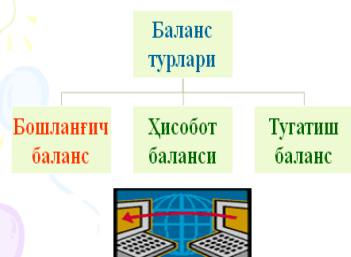 Баланс
турлари
Бошланғич
баланс
Ҳисобот
баланси
Тугатиш
баланс